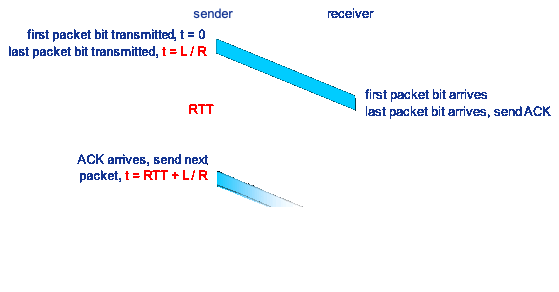 sender
receiver
first packet bit transmitted, t = 0
last packet bit transmitted, t = L / R
first packet bit arrives
last packet bit arrives, send ACK
RTT
ACK arrives, send next
packet, t = RTT + L / R